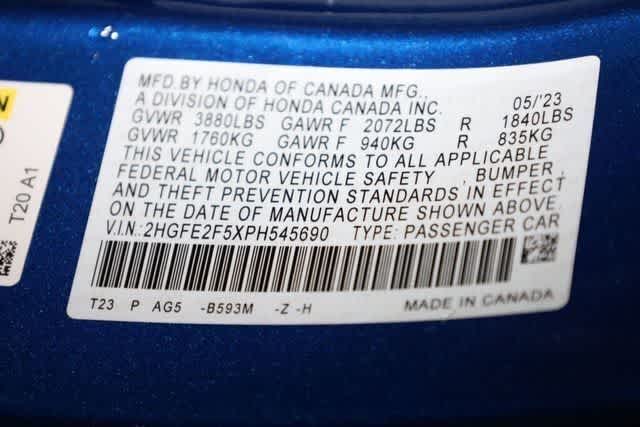 MFD.BY HONDA OF CANADA MFG.,
A DIVISION OF HONDA CANADA INC. 05/'23
GVWR 3880LBS GAWR F 2072LBS R 1840LBS
GVWR 1760KG GAWR F 940KG R 835KG
THIS VEHICLE CONFORMS TO ALL APPLICABLE
FEDERAL MOTOR VEHICLE SAFETY , BUMPER,
AND THEFT PREVENTION STANDARDS IN EFFECT
ON THE DATE OF MANUFACTURE SHOWN ABOVE.
V.I.N.:2HGFE2F5XPH545690 TYPE: PASSENGER CAR
T23 P AG5 -B593M -Z -H MADE IN CANADA
T20 A1